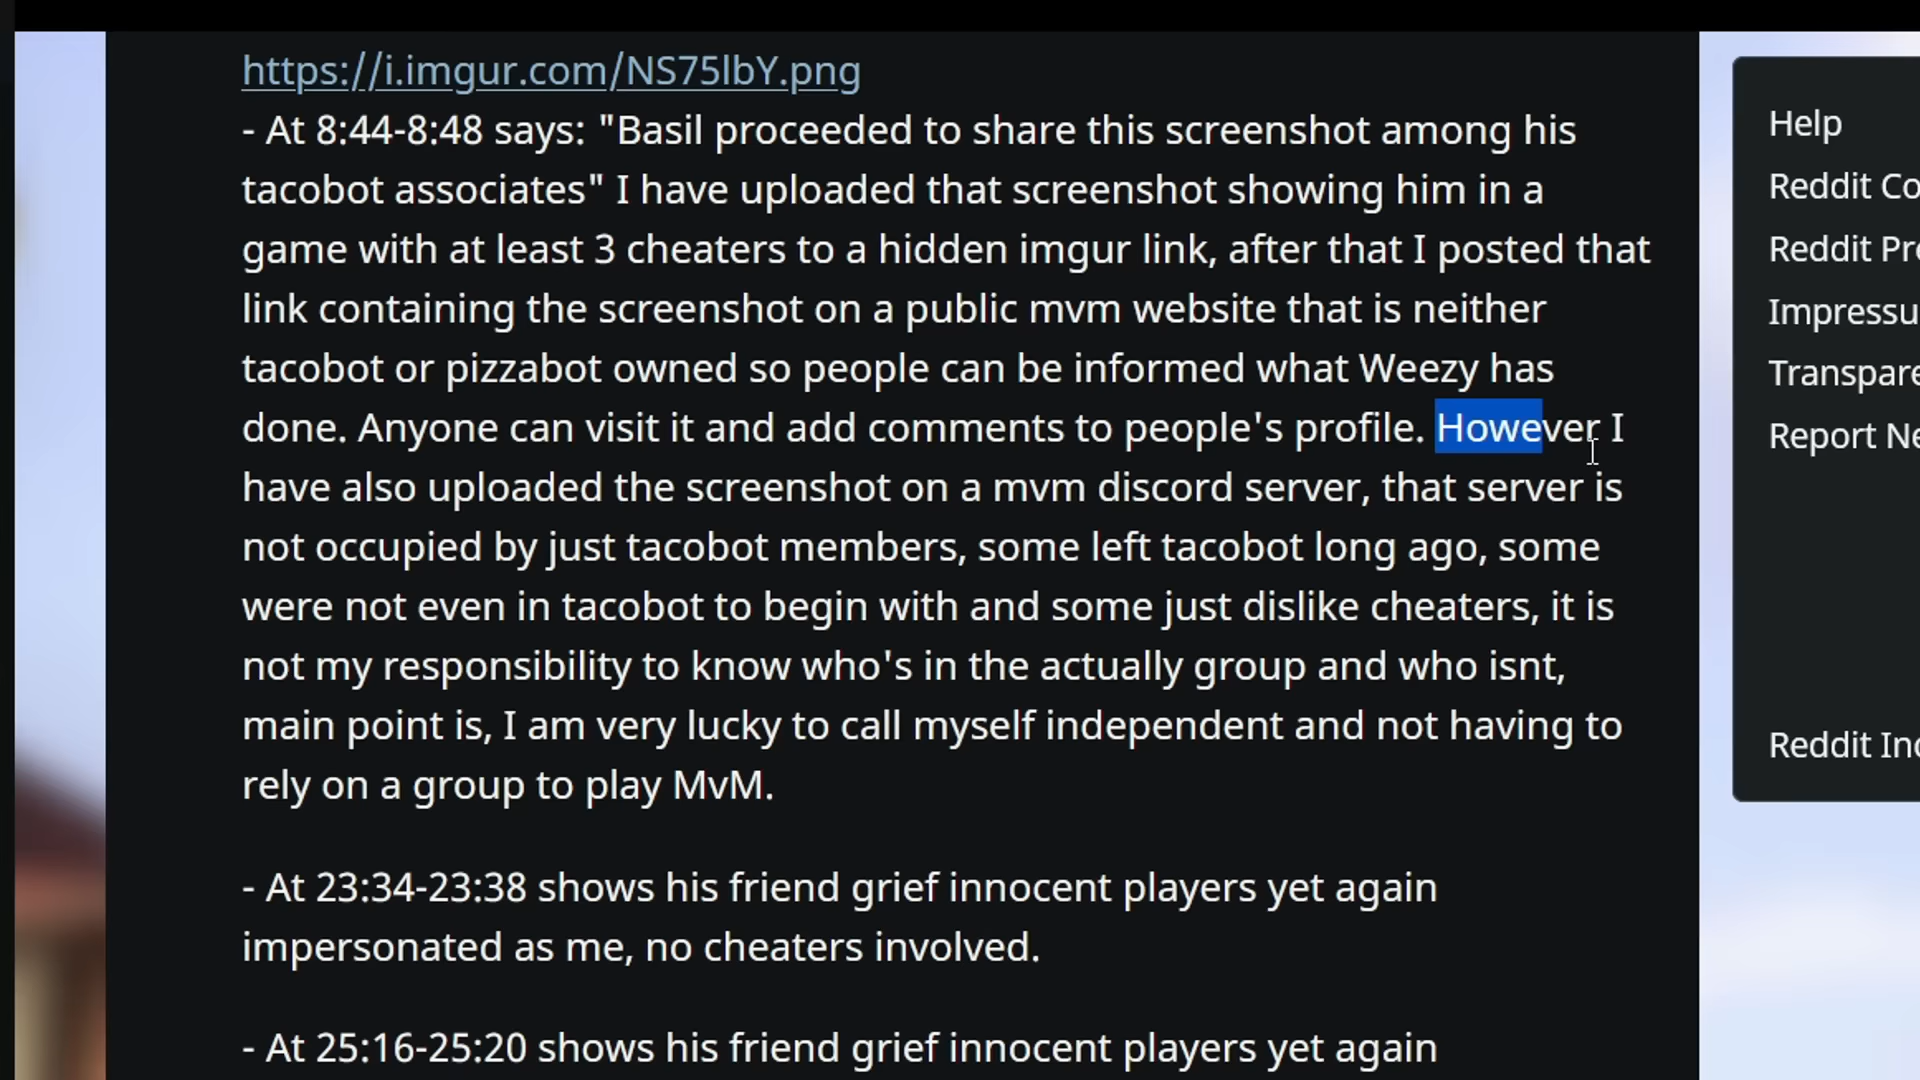 https://i.imgur.com/NS75lbY.png
- At 8:44-8:48 says: "Basil proceeded to share this screenshot among his
tacobot associates" I have uploaded that screenshot showing him in a
game with at least 3 cheaters to a hidden imgur link, after that I posted that
link containing the screenshot on a public mvm website that is neither
tacobot or pizzabot owned so people can be informed what Weezy has
done. Anyone can visit it and add comments to people's profile. However I
have also uploaded the screenshot on a mvm discord server, that server is
not occupied by just tacobot members, some left tacobot long ago, some
were not even in tacobot to begin with and some just dislike cheaters, it is
not my responsibility to know who's in the actually group and who isnt,
main point is, I am very lucky to call myself independent and not having to
rely on a group to play MvM.
- At 23:34-23:38 shows his friend grief innocent players yet again
impersonated as me, no cheaters involved.
- At 25:16-25:20 shows his friend grief innocent players yet again
Help
Reddit Co
Reddit Pr
Impressu
Transpare
Report Ne
Reddit Inc